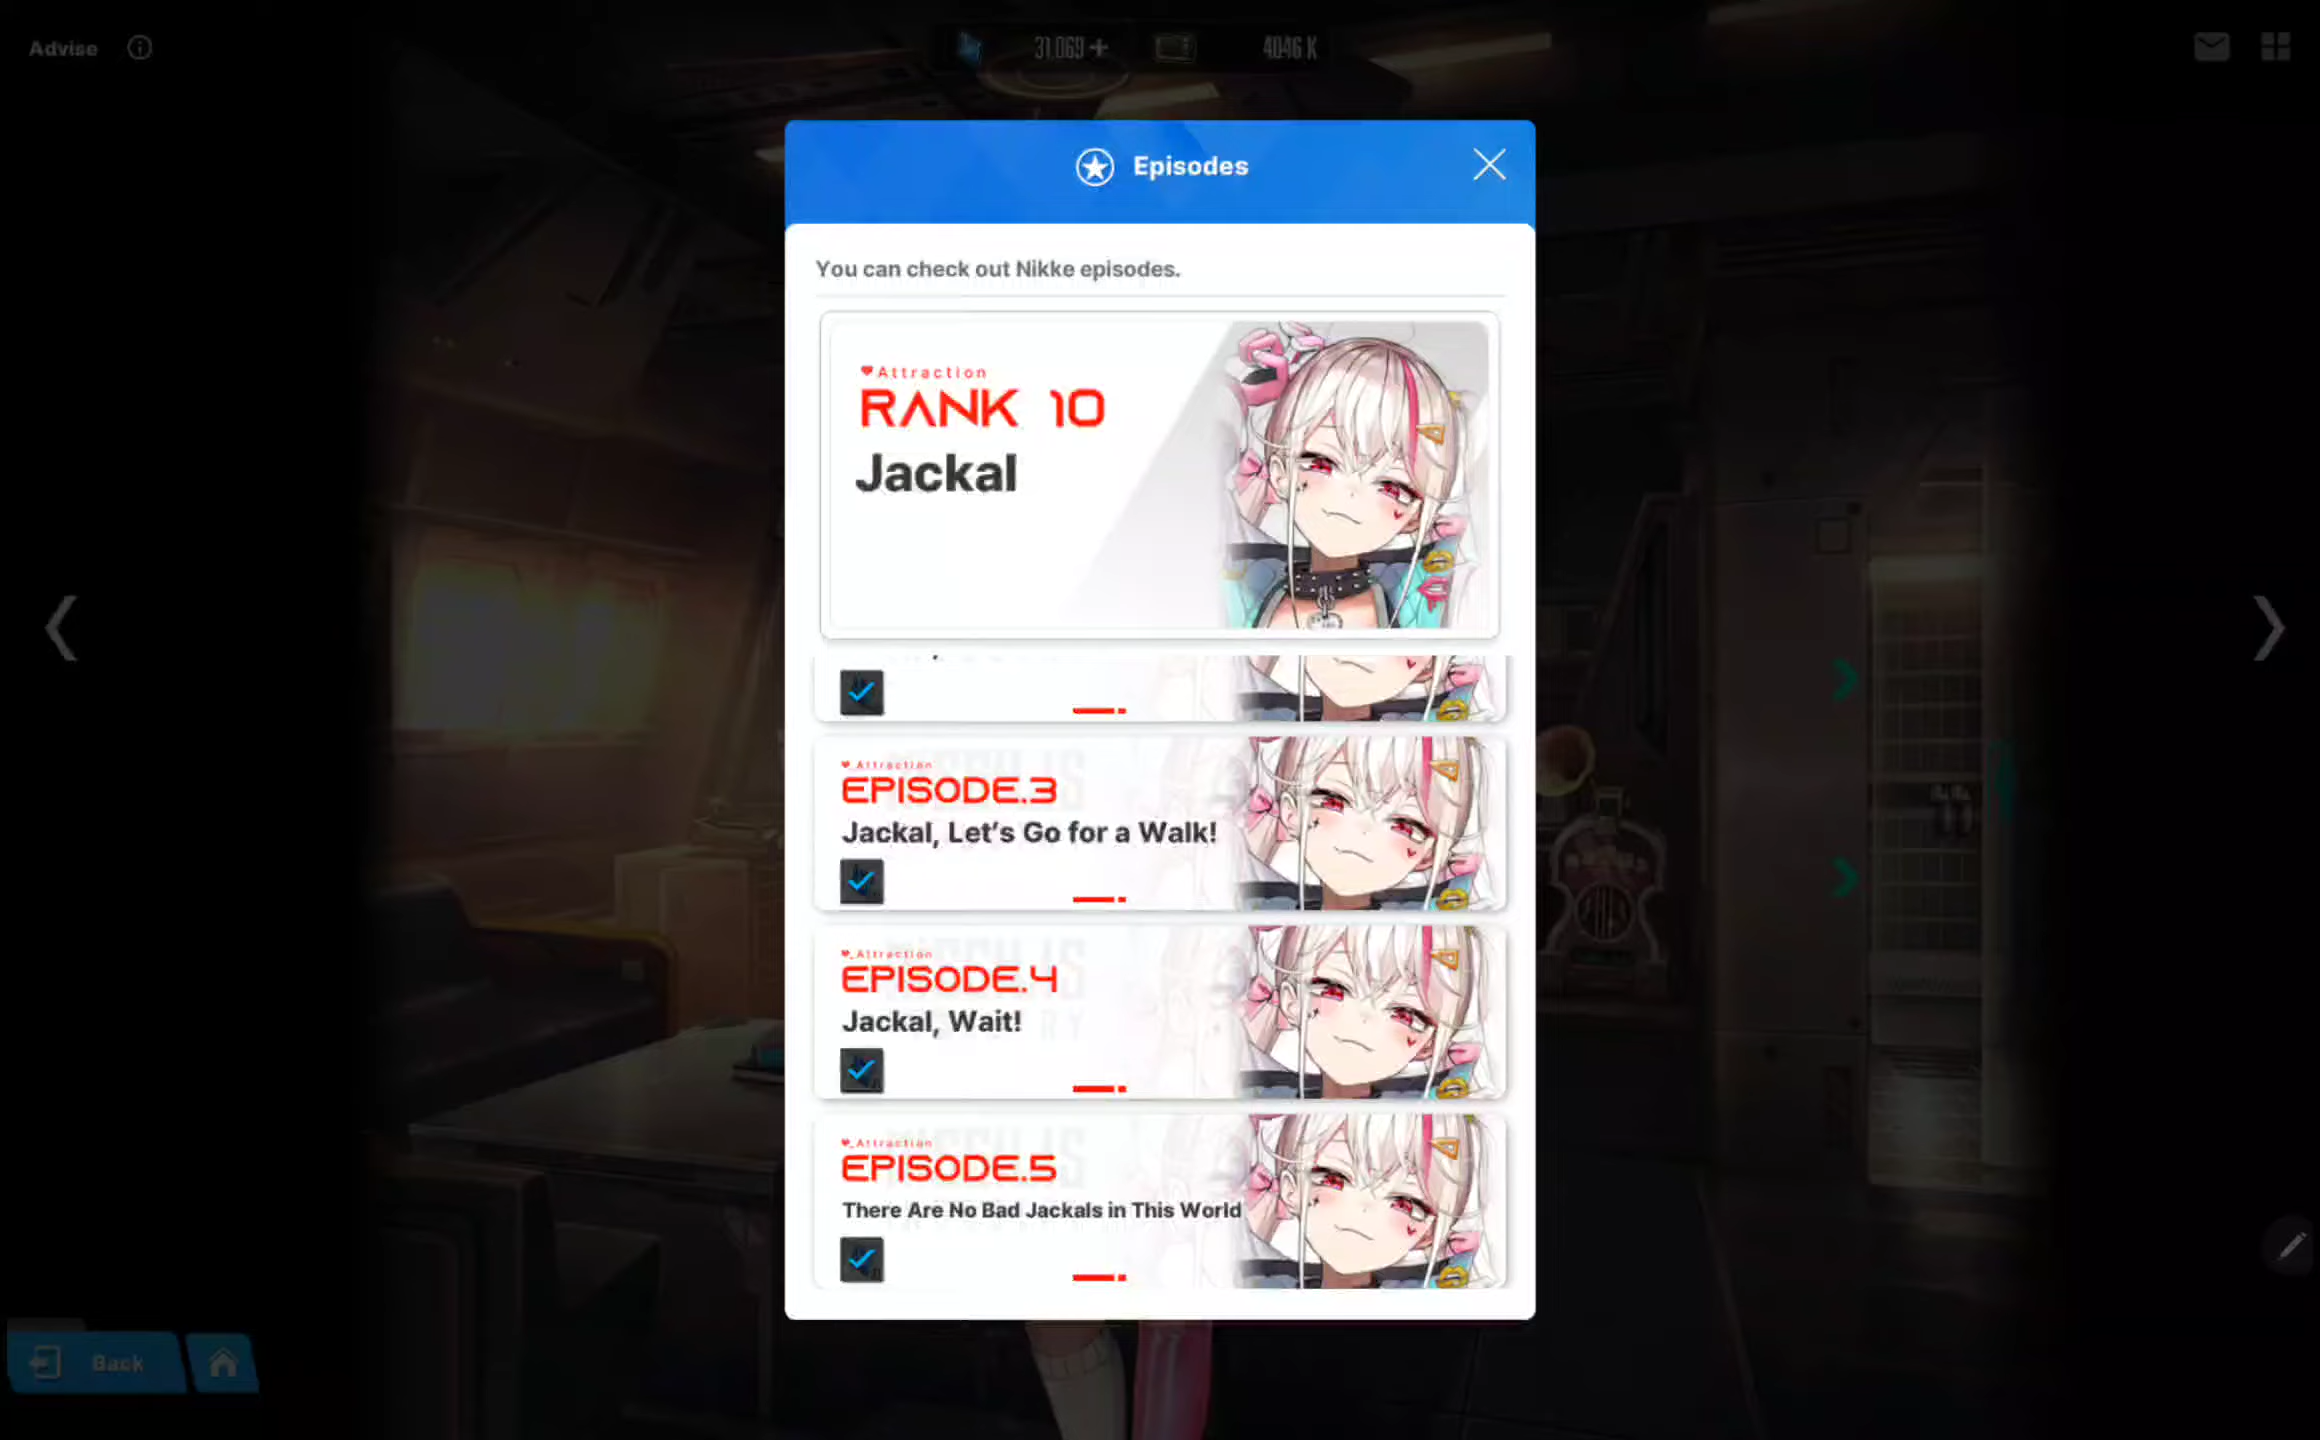 Advise
31,069 +
4046 K
Episodes
You can check out Nikke episodes.
Attraction
RANK 10
Jackal
Attraction
EPISODE.3
Jackal, Let's Go for a Walk!
Attraction
EPISODE.4
Jackal, Wait!
Attraction
EPISODE.5
There Are No Bad Jackals in This World
Back